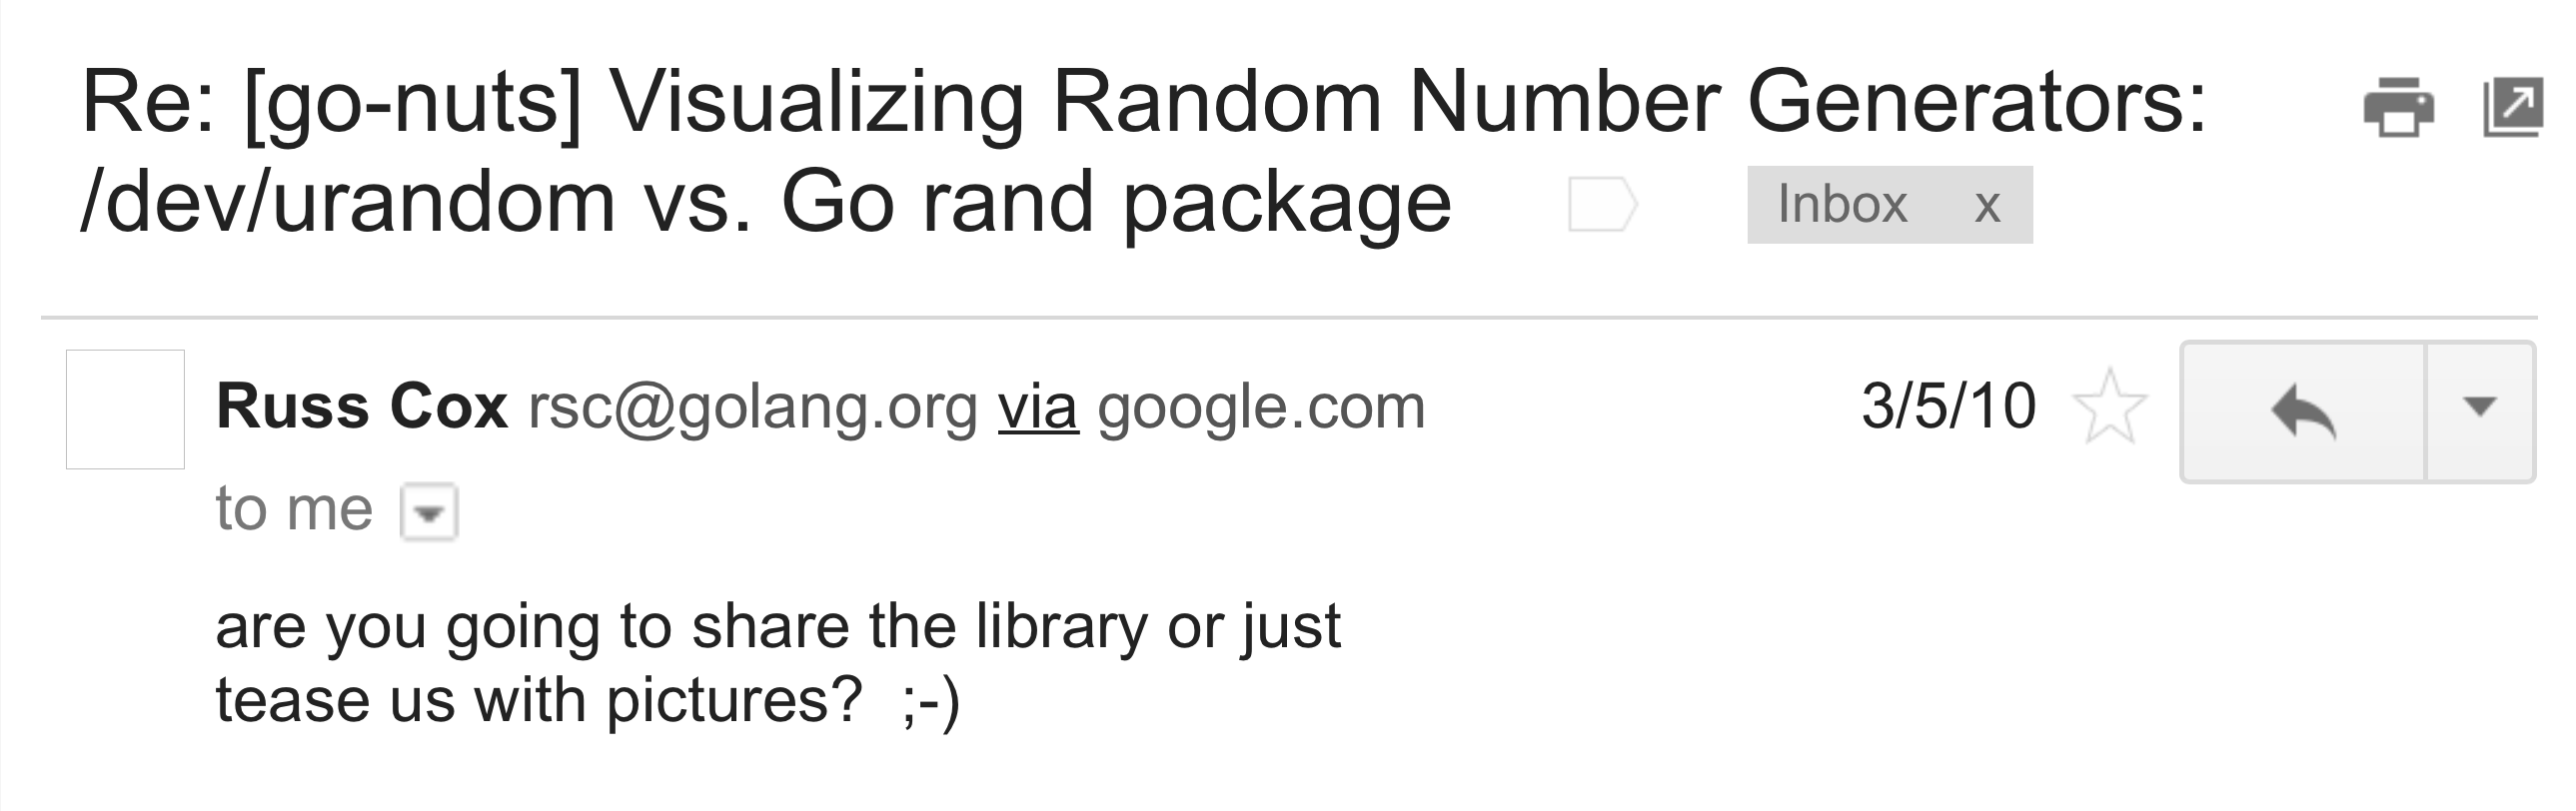 Re: [go-nuts] Visualizing Random Number Generators:
/dev/urandom vs. Go rand package Inbox x
Russ Cox rsc@golang.org via google.com 3/5/10
to me
are you going to share the library or just
tease us with pictures?  ;-)